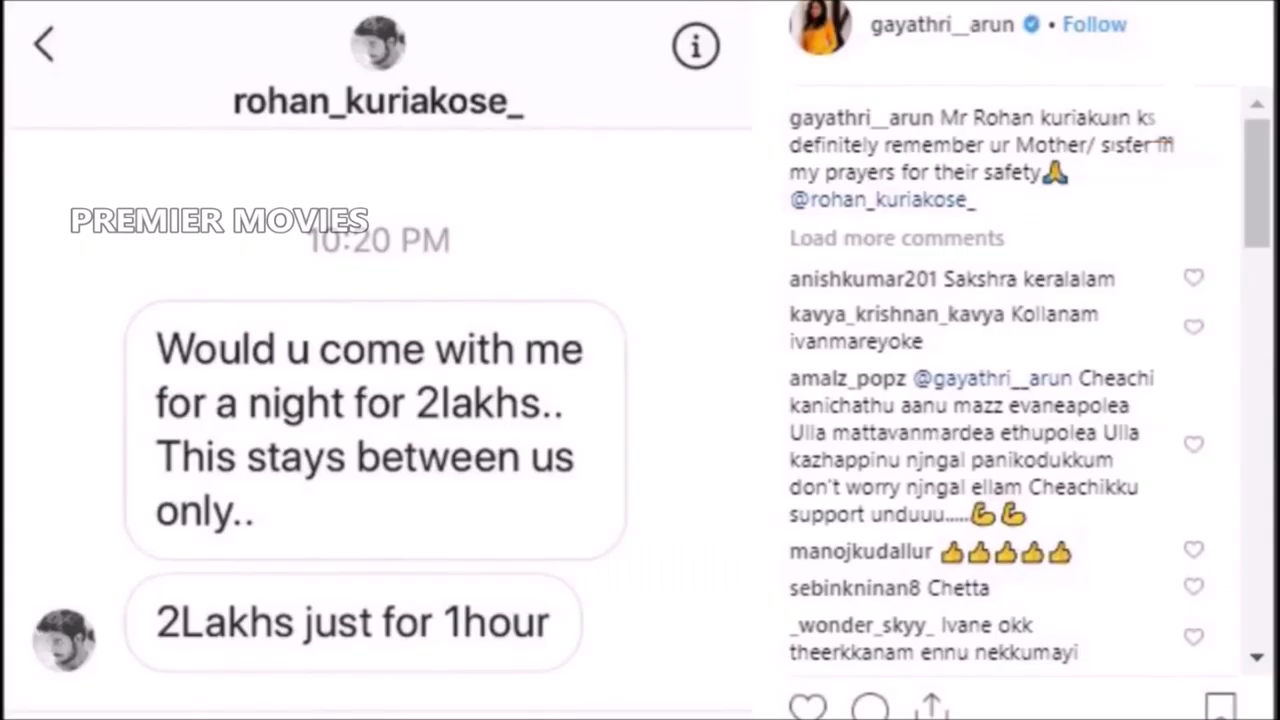 rohan_kuriakose_
PREMIER MOVIES
10:20 PM
Would u come with me
for a night for 2lakhs..
This stays between us
only..
2Lakhs just for 1hour
gayathri__arun • Follow
gayathri__arun Mr Rohan
definitely remember ur Mother/ sister
my prayers for their safety🙏
@rohan_kuriakose_
Load more comments
anishkumar201 Sakshra keralalam
kavya_krishnan_kavya Kollanam
ivanmareyoke
amalz_popz @gayathri__arun Cheachi
kanichathu aanu mazz evaneapolea
Ulla mattavanmardea ethupolea Ulla
kazhappinu njngal panikodukkum
don't worry njngal ellam Cheachikku
support unduuu.....💪💪
manojkudallur 👍👍👍👍👍
sebinkninan8 Chetta
_wonder_skyy_ Ivane okk
theerkkanam ennu nekkumayi